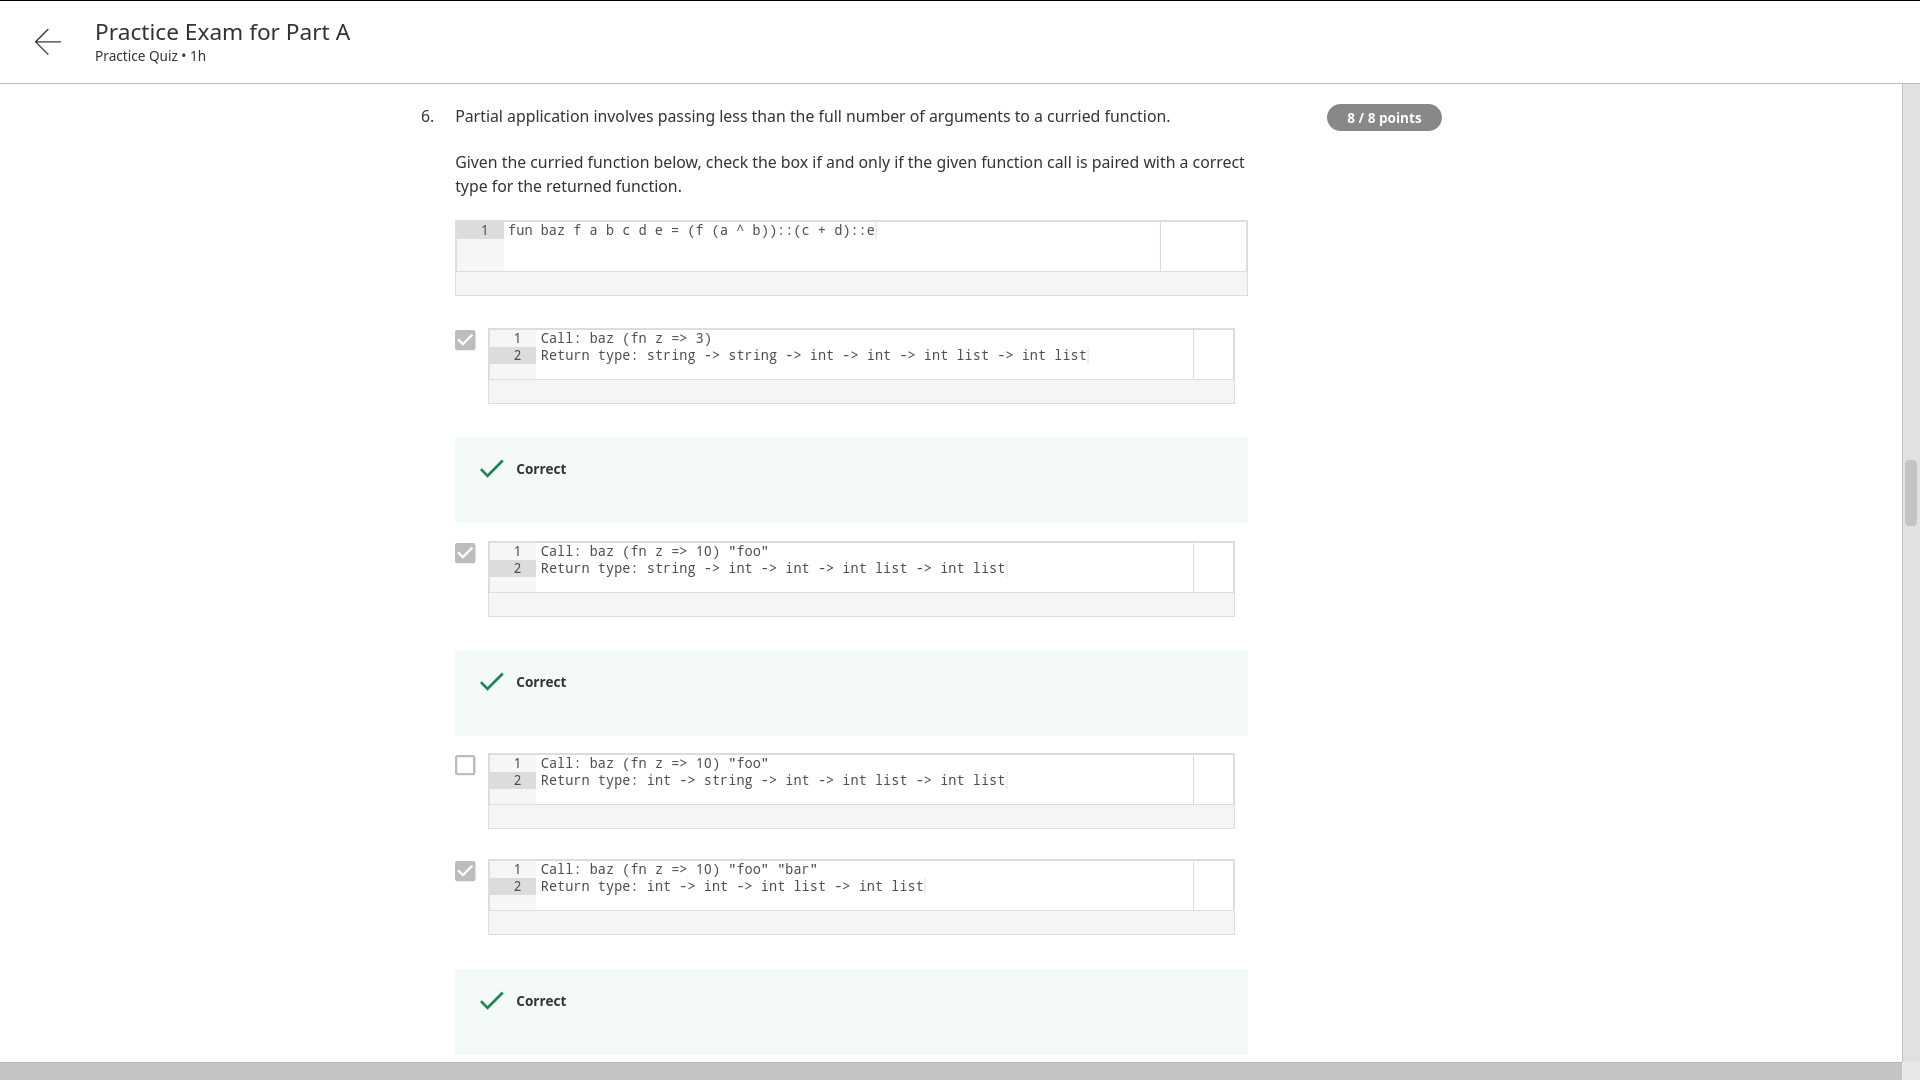 Practice Exam for Part A
Practice Quiz • 1h
6. Partial application involves passing less than the full number of arguments to a curried function.
8 / 8 points
Given the curried function below, check the box if and only if the given function call is paired with a correct
type for the returned function.
1 fun baz f a b c d e = (f (a ^ b))::(c + d)::e
1 Call: baz (fn z => 3)
2 Return type: string -> string -> int -> int -> int list -> int list
Correct
1 Call: baz (fn z => 10) "foo"
2 Return type: string -> int -> int -> int list -> int list
Correct
1 Call: baz (fn z => 10) "foo"
2 Return type: int -> string -> int -> int list -> int list
1 Call: baz (fn z => 10) "foo" "bar"
2 Return type: int -> int -> int list -> int list
Correct